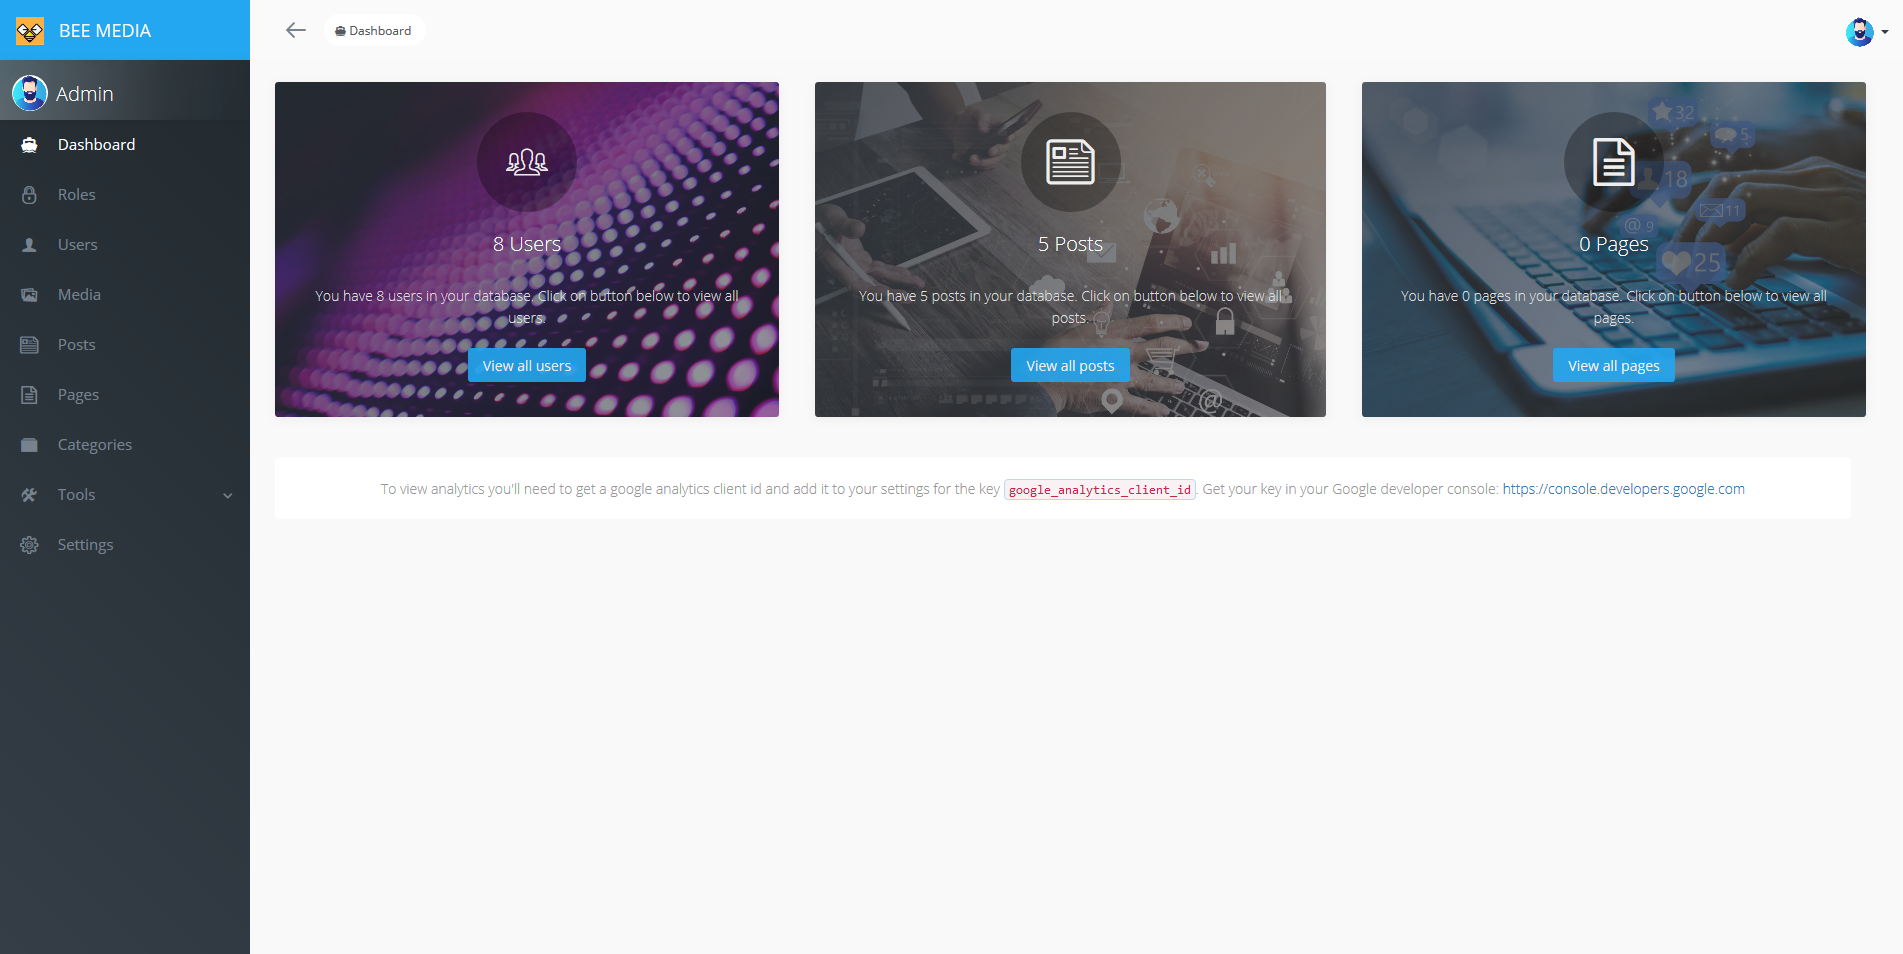 BEE MEDIA
Dashboard
Admin
Dashboard
Roles
Users
Media
Posts
Pages
Categories
Tools
Settings
8 Users
You have 8 users in your database. Click on button below to view all
users.
View all users
5 Posts
You have 5 posts in your database. Click on button below to view all
posts.
View all posts
32
5
18
11
@ 9
25
0 Pages
You have 0 pages in your database. Click on button below to view all
pages.
View all pages
To view analytics you'll need to get a google analytics client id and add it to your settings for the key google_analytics_client_id. Get your key in your Google developer console: https://console.developers.google.com